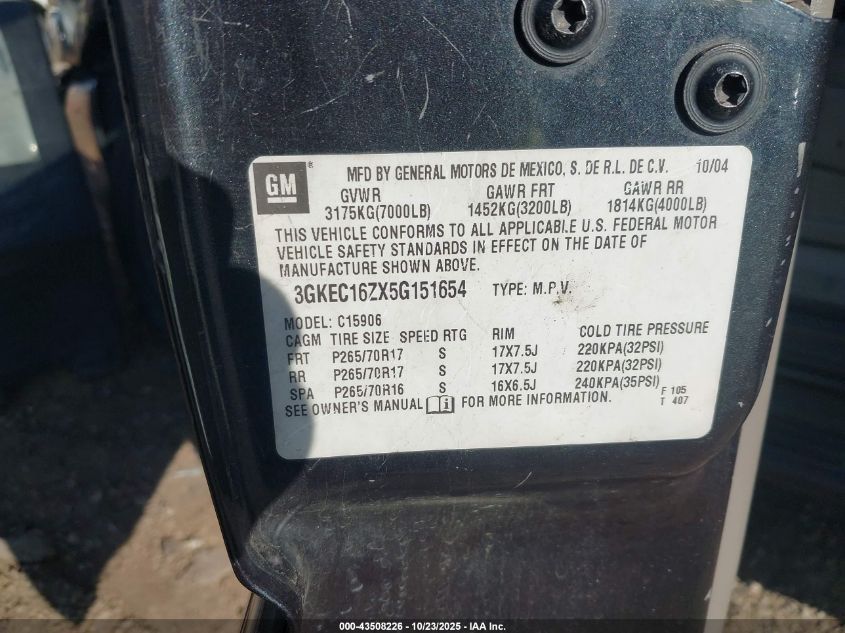 GM ® MFD BY GENERAL MOTORS DE MEXICO, S. DE R.L. DE C.V. 10/04
GVWR GAWR FRT GAWR RR
3175KG(7000LB) 1452KG(3200LB) 1814KG(4000LB)
THIS VEHICLE CONFORMS TO ALL APPLICABLE U.S. FEDERAL MOTOR
VEHICLE SAFETY STANDARDS IN EFFECT ON THE DATE OF
MANUFACTURE SHOWN ABOVE.
3GKEC16ZX5G151654 TYPE: M.P.V.
MODEL: C15906
CAGM TIRE SIZE SPEED RTG RIM COLD TIRE PRESSURE
FRT P265/70R17 S 17X7.5J 220KPA(32PSI)
RR P265/70R17 S 17X7.5J 220KPA(32PSI)
SPA P265/70R16 S 16X6.5J 240KPA(35PSI)
SEE OWNER'S MANUAL i FOR MORE INFORMATION. F 105
T 407
000-43508226 - 10/23/2025 - IAA Inc.